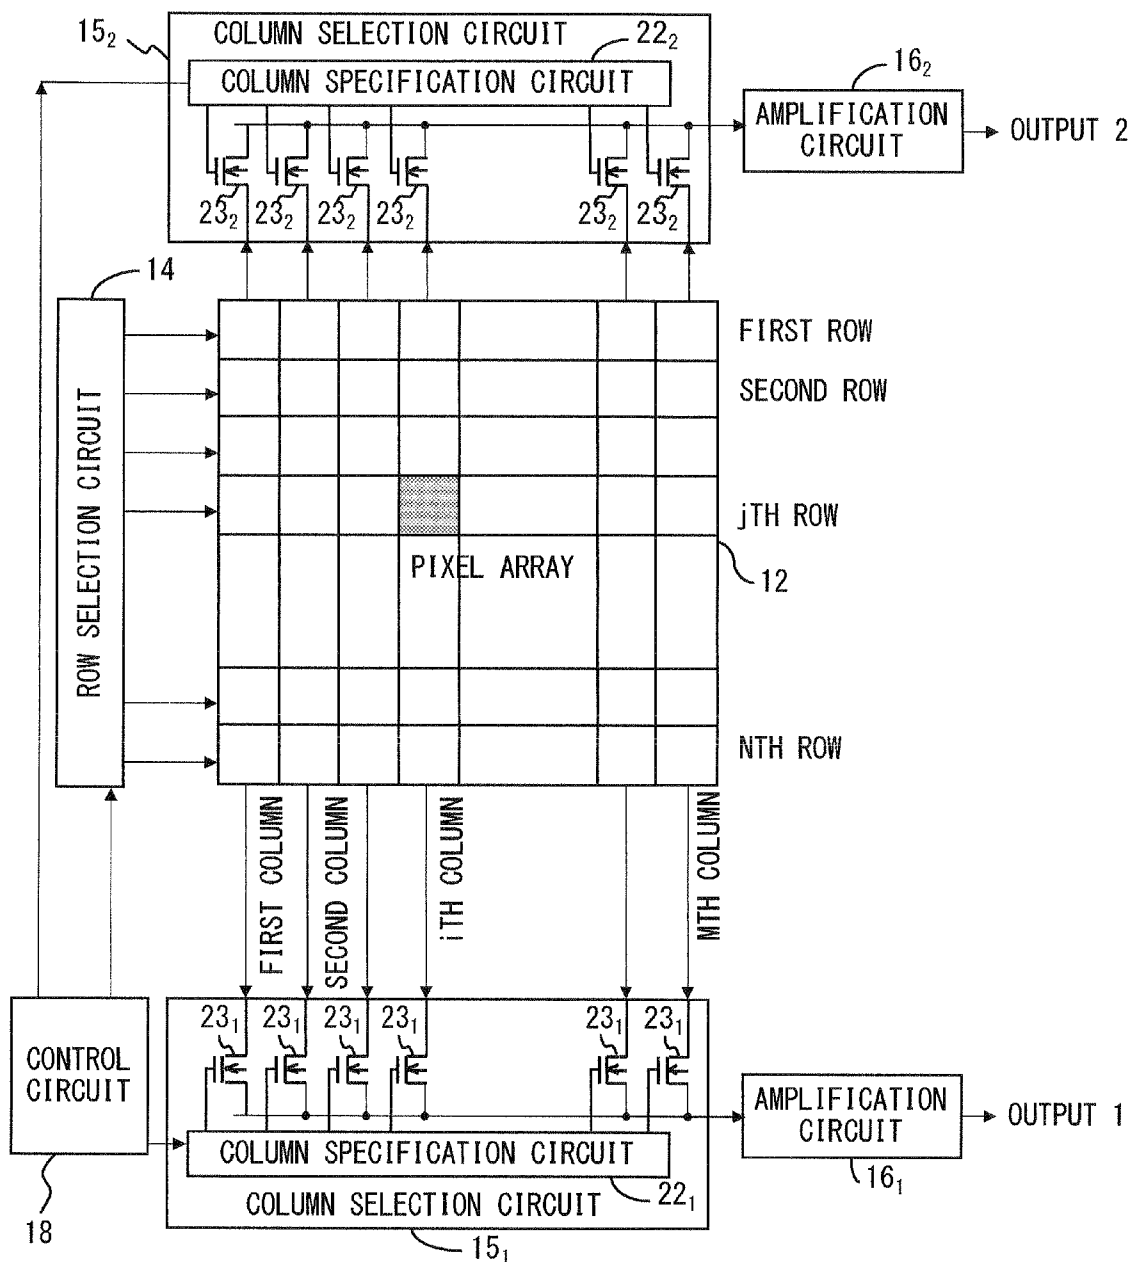 15₂
COLUMN SELECTION CIRCUIT
22₂
COLUMN SPECIFICATION CIRCUIT
16₂
AMPLIFICATION
CIRCUIT
OUTPUT 2
23₂ 23₂ 23₂ 23₂ 23₂ 23₂
14
ROW SELECTION CIRCUIT
FIRST ROW
SECOND ROW
jTH ROW
PIXEL ARRAY
12
NTH ROW
FIRST COLUMN
SECOND COLUMN
iTH COLUMN
MTH COLUMN
23₁ 23₁ 23₁ 23₁ 23₁ 23₁
CONTROL
CIRCUIT
18
AMPLIFICATION
CIRCUIT
OUTPUT 1
16₁
COLUMN SPECIFICATION CIRCUIT
22₁
COLUMN SELECTION CIRCUIT
15₁